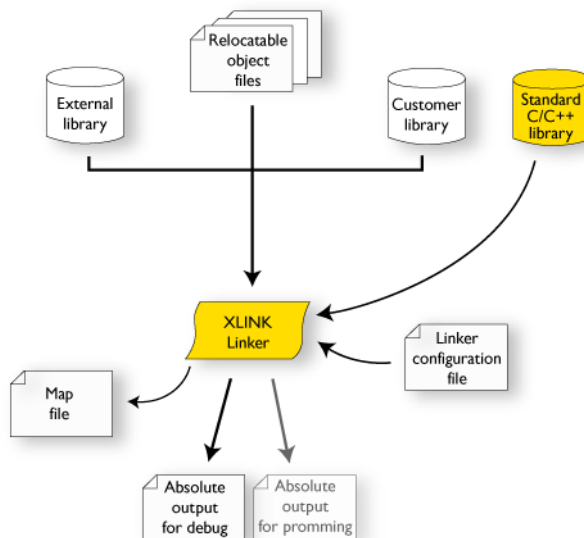 Relocatable
object
files
External
library
Customer
library
Standard
C/C++
library
XLINK
Linker
Linker
configuration
file
Map
file
Absolute
output
for debug
Absolute
output
for promming